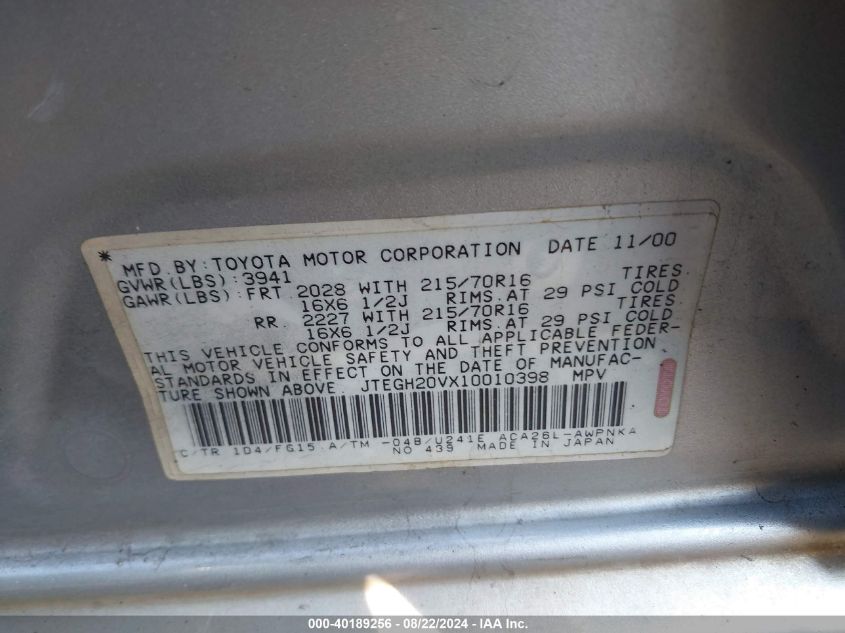 * MFD. BY: TOYOTA MOTOR CORPORATION DATE 11/00
GVWR(LBS): 3941
GAWR(LBS): FRT. 2028 WITH 215/70R16 TIRES.
16X6 1/2J RIMS. AT 29 PSI COLD
RR. 2227 WITH 215/70R16 TIRES.
16X6 1/2J RIMS. AT 29 PSI COLD
THIS VEHICLE CONFORMS TO ALL APPLICABLE FEDER-
AL MOTOR VEHICLE SAFETY AND THEFT PREVENTION
STANDARDS IN EFFECT ON THE DATE OF MANUFAC-
TURE SHOWN ABOVE. JTEGH20VX10010398 MPV
TOYOTA
C/TR 1D4/FG15 A/TM -04B/U241E ACA26L-AWPNKA
NO 439 MADE IN JAPAN
000-40189256 - 08/22/2024 - IAA Inc.